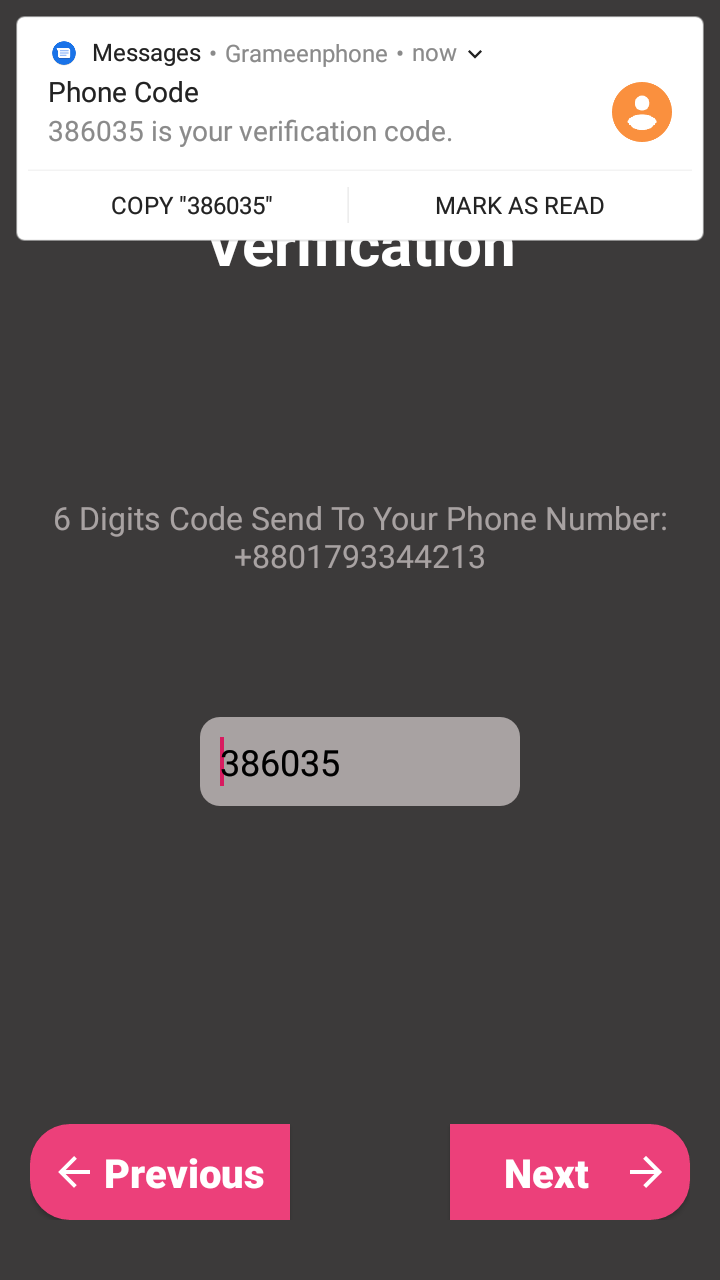 Messages • Grameenphone • now
Phone Code
386035 is your verification code.
COPY "386035" MARK AS READ
Verification
6 Digits Code Send To Your Phone Number:
+8801793344213
386035
Previous Next